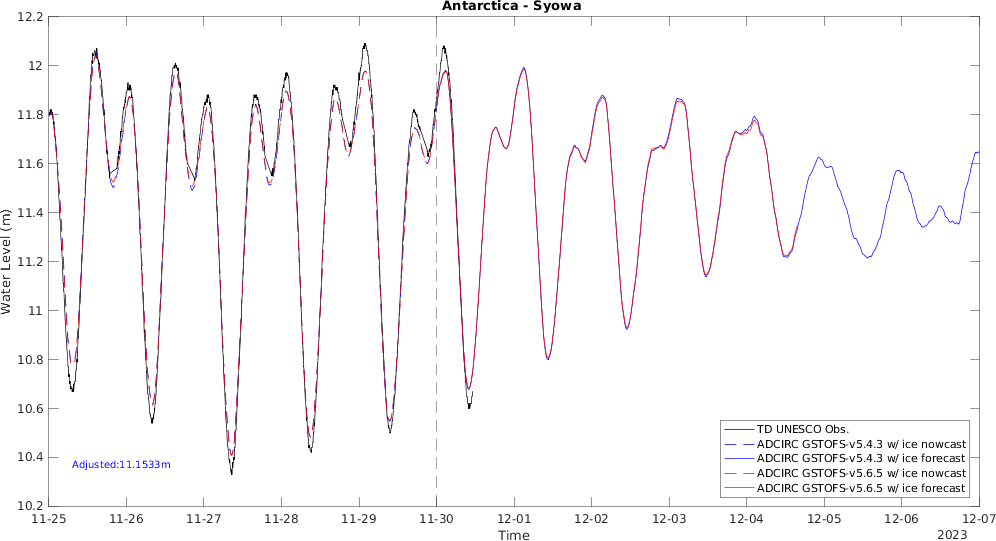 Antarctica - Syowa
Water Level (m)
12.2
12
11.8
11.6
11.4
11.2
11
10.8
10.6
10.4
10.2
Adjusted:11.1533m
TD UNESCO Obs.
ADCIRC GSTOFS-v5.4.3 w/ ice nowcast
ADCIRC GSTOFS-v5.4.3 w/ ice forecast
ADCIRC GSTOFS-v5.6.5 w/ ice nowcast
ADCIRC GSTOFS-v5.6.5 w/ ice forecast
11-25 11-26 11-27 11-28 11-29 11-30 12-01 12-02 12-03 12-04 12-05 12-06 12-07
Time
2023